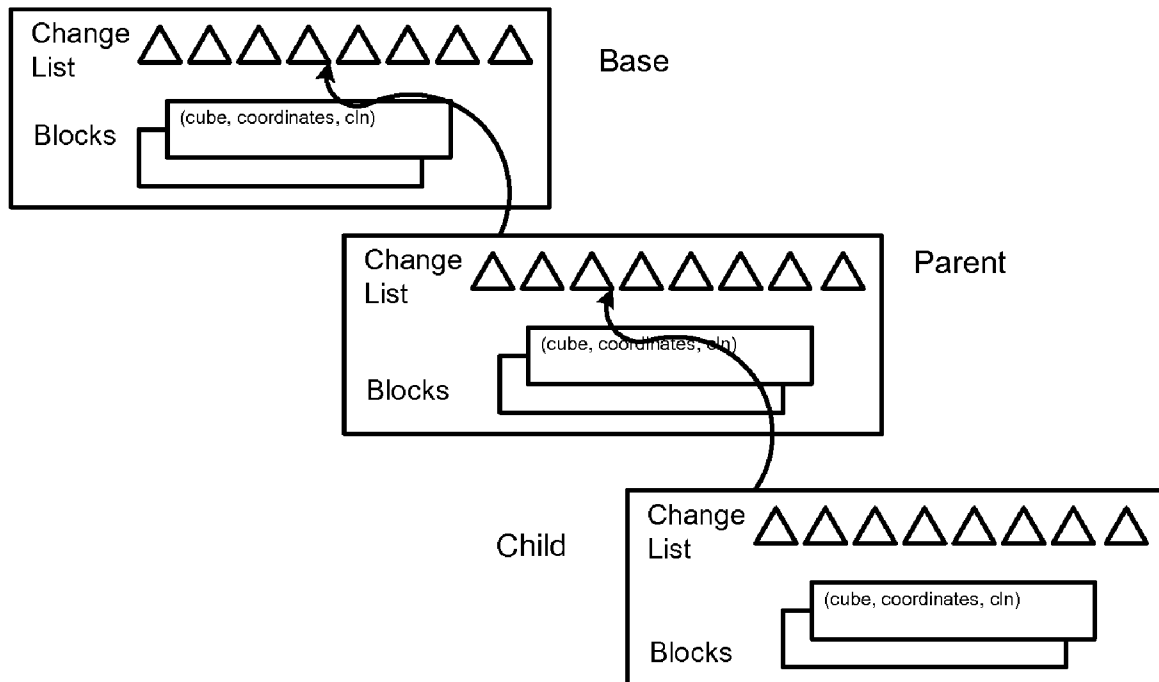 Change
List
Base
(cube, coordinates, cln)
Blocks
Change
List
Parent
(cube, coordinates, cln)
Blocks
Change
List
Child
(cube, coordinates, cln)
Blocks